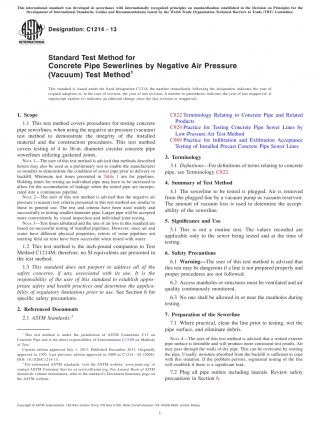 This international standard was developed in accordance with internationally recognized principles on standardization established in the Decision on Principles for the
Development of International Standards, Guides and Recommendations issued by the World Trade Organization Technical Barriers to Trade (TBT) Committee.
Designation: C1214 − 13
Standard Test Method for
Concrete Pipe Sewerlines by Negative Air Pressure
(Vacuum) Test Method1
This standard is issued under the fixed designation C1214; the number immediately following the designation indicates the year of
original adoption or, in the case of revision, the year of last revision. A number in parentheses indicates the year of last reapproval. A
superscript epsilon (´) indicates an editorial change since the last revision or reapproval.
1. Scope
1.1 This test method covers procedures for testing concrete
pipe sewerlines, when using the negative air pressure (vacuum)
test method to demonstrate the integrity of the installed
material and the construction procedures. This test method
covers testing of 4 to 36-in. diameter circular concrete pipe
sewerlines utilizing gasketed joints.
NOTE 1—The user of this test method is advised that methods described
herein may also be used as a preliminary test to enable the manufacturer
or installer to demonstrate the condition of sewer pipe prior to delivery or
backfill. Minimum test times presented in Table 1 are for pipelines.
Holding times for testing an individual pipe may have to be increased to
allow for the accumulation of leakage when the tested pipe are incorpo-
rated into a continuous pipeline.
NOTE 2—The user of this test method is advised that the negative air
pressure (vacuum) test criteria presented in this test method are similar to
those in general use. The test and criteria have been used widely and
successfully in testing smaller diameter pipe. Larger pipe will be accepted
more conveniently by visual inspection and individual joint testing.
NOTE 3—Test times tabulated and the rate of air loss in this standard are
based on successful testing of installed pipelines. However, since air and
water have different physical properties, retests of some pipelines not
meeting field air tests have been successful when tested with water.
1.2 This test method is the inch-pound companion to Test
Method C1214M; therefore, no SI equivalents are presented in
the test method.
1.3 This standard does not purport to address all of the
safety concerns, if any, associated with its use. It is the
responsibility of the user of this standard to establish appro-
priate safety and health practices and determine the applica-
bility of regulatory limitations prior to use. See Section 6 for
specific safety precautions.
2. Referenced Documents
2.1 ASTM Standards:2
1 This test method is under the jurisdiction of ASTM Committee C13 on
Concrete Pipe and is the direct responsibility of Subcommittee C13.09 on Methods
of Test.
Current edition approved July 1, 2013. Published December 2013. Originally
approved in 1992. Last previous edition approved in 2009 as C1214 – 02 (2009).
DOI: 10.1520/C1214-13.
2 For referenced ASTM standards, visit the ASTM website, www.astm.org, or
contact ASTM Customer Service at service@astm.org. For Annual Book of ASTM
Standards volume information, refer to the standard's Document Summary page on
the ASTM website.
C822 Terminology Relating to Concrete Pipe and Related
Products
C924 Practice for Testing Concrete Pipe Sewer Lines by
Low-Pressure Air Test Method
C969 Practice for Infiltration and Exfiltration Acceptance
Testing of Installed Precast Concrete Pipe Sewer Lines
3. Terminology
3.1 Definitions—For definitions of terms relating to concrete
pipe, see Terminology C822.
4. Summary of Test Method
4.1 The sewerline to be tested is plugged. Air is removed
from the plugged line by a vacuum pump or vacuum reservoir.
The amount of vacuum loss is used to determine the accept-
ability of the sewerline.
5. Significance and Use
5.1 This is not a routine test. The values recorded are
applicable only to the sewer being tested and at the time of
testing.
6. Safety Precautions
6.1 Warning—The user of this test method is advised that
this test may be dangerous if a line is not prepared properly and
proper procedures are not followed.
6.2 Access manholes or structures must be ventilated and air
quality continuously monitored.
6.3 No one shall be allowed in or near the manholes during
testing.
7. Preparation of the Sewerline
7.1 Where practical, clean the line prior to testing, wet the
pipe surface, and eliminate debris.
NOTE 4—The user of this test method is advised that a wetted exterior
pipe surface is desirable and will produce more consistent test results. Air
may pass through the walls of dry pipe. This can be overcome by wetting
the pipe. Usually, moisture absorbed from the backfill is sufficient to cope
with this situation. If the problem persists, segmental testing of the line
will establish if there is a significant leak.
7.2 Plug all pipe outlets including laterals. Review safety
precautions in Section 6.
Copyright © ASTM International, 100 Barr Harbor Drive, PO Box C700, West Conshohocken, PA 19428-2959. United States
1